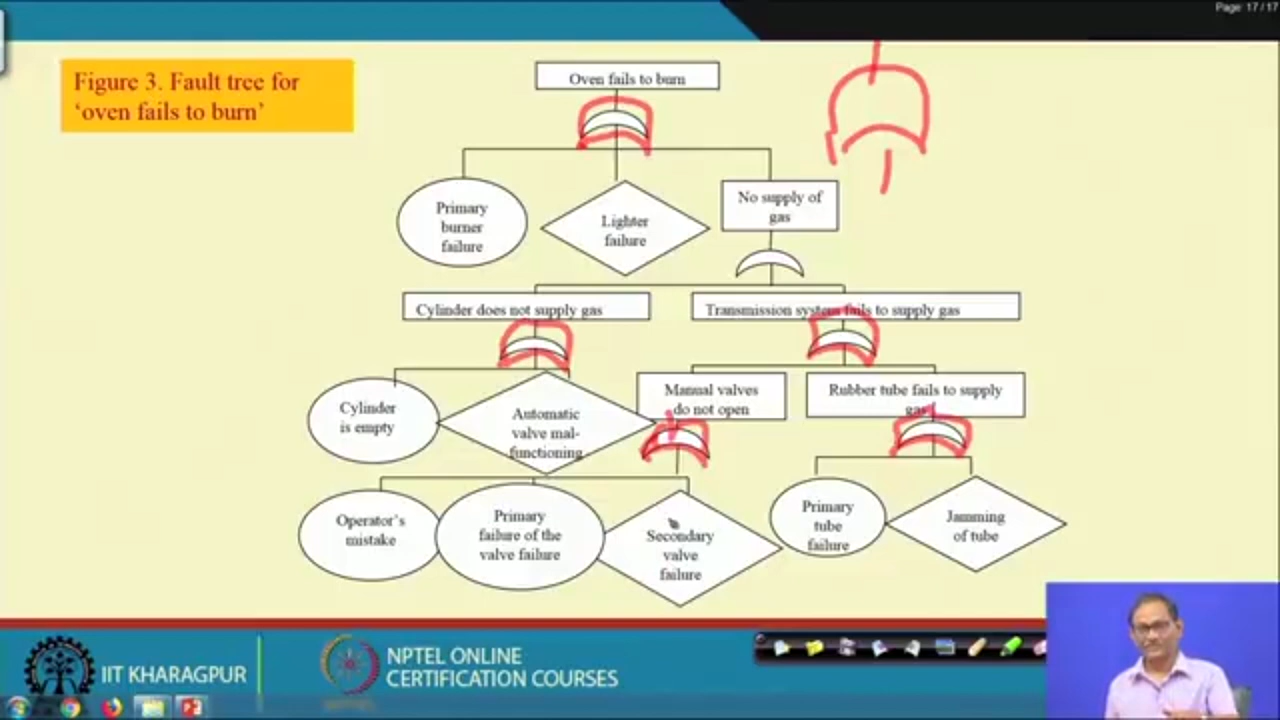 Page: 17 / 17
Figure 3. Fault tree for
‘oven fails to burn’
Oven fails to burn
Primary
burner
failure
Lighter
failure
No supply of
gas
Cylinder does not supply gas
Transmission system fails to supply gas
Cylinder
is empty
Automatic
valve mal-
functioning
Manual valves
do not open
Rubber tube fails to supply
gas
Operator’s
mistake
Primary
failure of the
valve failure
Secondary
valve
failure
Primary
tube
failure
Jamming
of tube
IIT KHARAGPUR
NPTEL ONLINE
CERTIFICATION COURSES